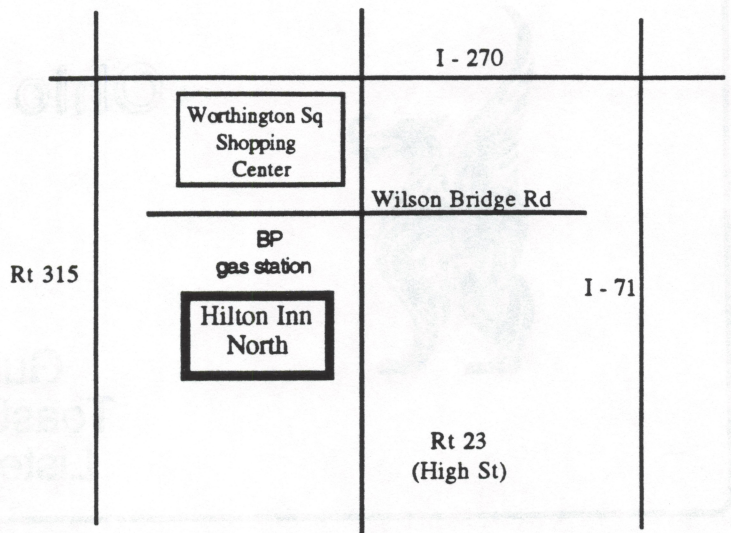 I - 270
Worthington Sq
Shopping
Center
Wilson Bridge Rd
BP
gas station
Rt 315
I - 71
Hilton Inn
North
Rt 23
(High St)